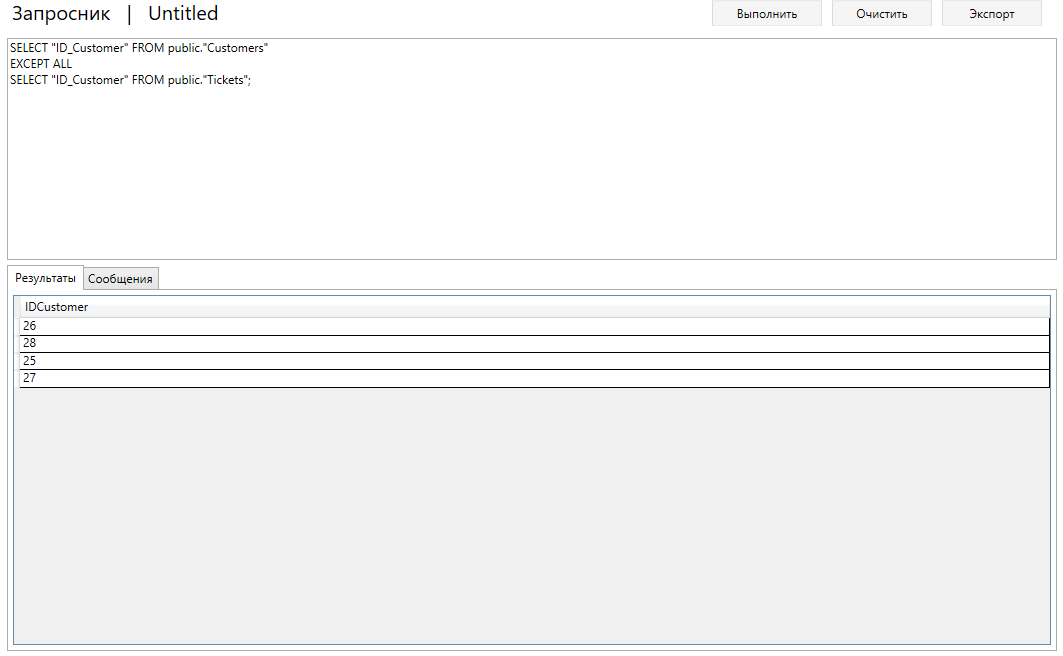 Запросник | Untitled
Выполнить Очистить Экспорт
SELECT "ID_Customer" FROM public."Customers"
EXCEPT ALL
SELECT "ID_Customer" FROM public."Tickets";
Результаты Сообщения
IDCustomer
26
28
25
27